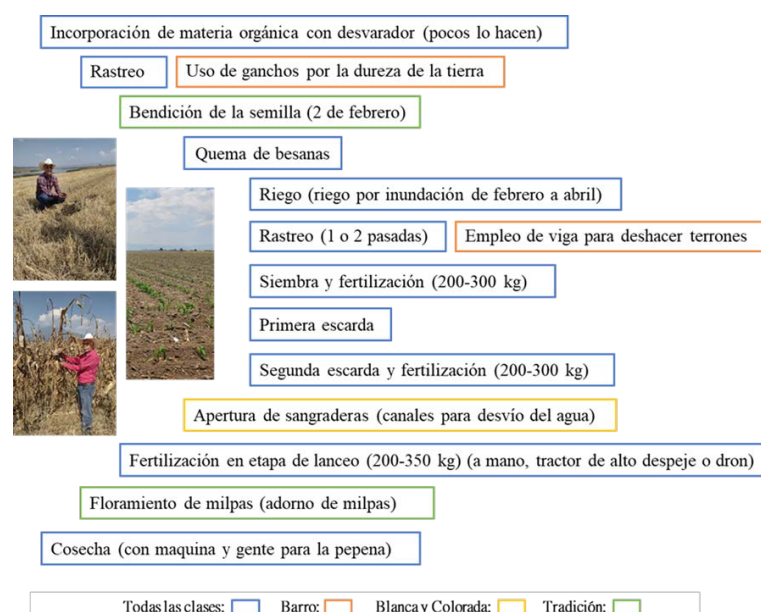 Incorporación de materia orgánica con desvarador (pocos lo hacen)
Rastreo
Uso de ganchos por la dureza de la tierra
Bendición de la semilla (2 de febrero)
Quema de besanas
Riego (riego por inundación de febrero a abril)
Rastreo (1 o 2 pasadas)
Empleo de viga para deshacer terrones
Siembra y fertilización (200-300 kg)
Primera escarda
Segunda escarda y fertilización (200-300 kg)
Apertura de sangraderas (canales para desvío del agua)
Fertilización en etapa de lanceo (200-350 kg) (a mano, tractor de alto despeje o dron)
Floramiento de milpas (adorno de milpas)
Cosecha (con maquina y gente para la pepena)
Todas las clases: Barro: Blanca y Colorada: Tradición: